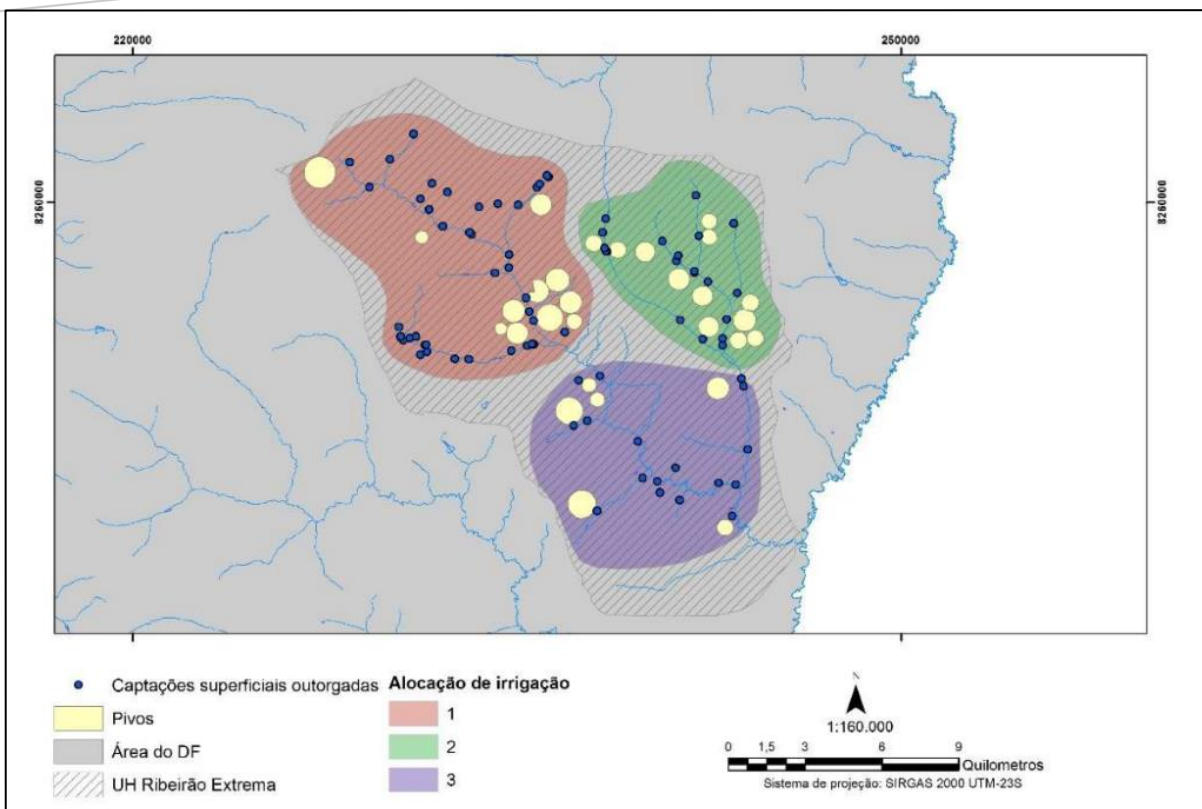 220000
250000
8260000
8260000
Captações superficiais outorgadas
Pivos
Área do DF
UH Ribeirão Extrema
Alocação de irrigação
1
2
3
N
1:160.000
0 1,5 3 6 9
Quilometros
Sistema de projeção: SIRGAS 2000 UTM-23S